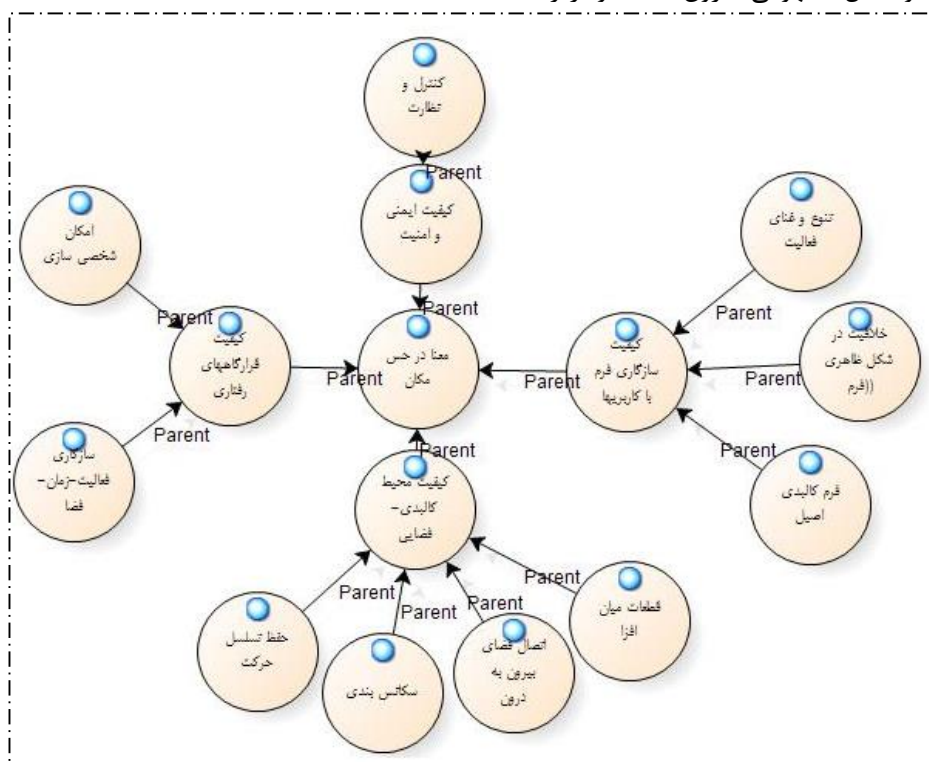 کنترل و
نظارت
Parent
کیفیت ایمنی
و امنیت
Parent
امکان
شخصی سازی
Parent
کیفیت
قرارگاههای
رفتاری
Parent
سازگاری
فعالیت-زمان-
فضا
Parent
معنا در حس
مکان
تنوع و غنای
فعالیت
Parent
خلاقیت در
شکل ظاهری
((فرم
Parent
کیفیت
سازگاری فرم
با کاربریها
Parent
فرم کالبدی
اصیل
Parent
Parent
کیفیت محیط
کالبدی-
فضایی
Parent
حفظ تسلسل
حرکت
Parent
سکانس بندی
Parent
اتصال فضای
بیرون به
درون
Parent
قطعات میان
افزا